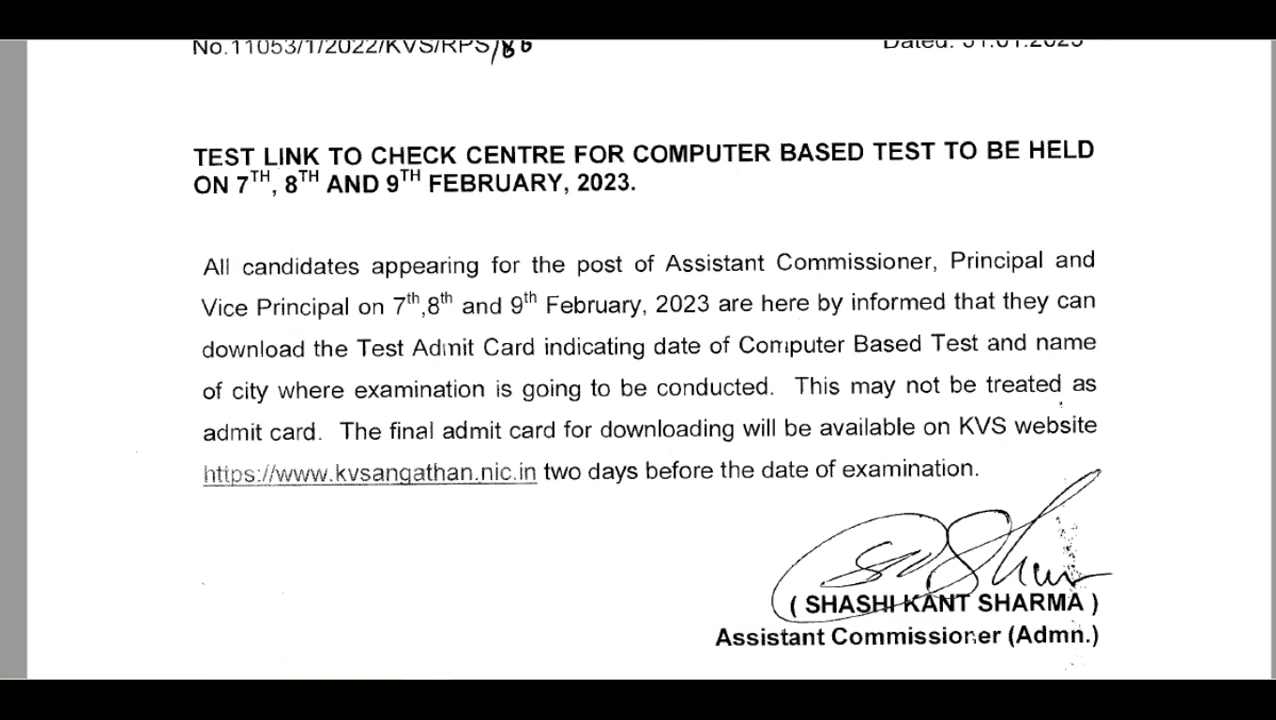 No.11053/1/2022/KVS/RPS/86
Dated: 31.01.2023
TEST LINK TO CHECK CENTRE FOR COMPUTER BASED TEST TO BE HELD
ON 7TH, 8TH AND 9TH FEBRUARY, 2023.
All candidates appearing for the post of Assistant Commissioner, Principal and
Vice Principal on 7th,8th and 9th February, 2023 are here by informed that they can
download the Test Admit Card indicating date of Computer Based Test and name
of city where examination is going to be conducted. This may not be treated as
admit card. The final admit card for downloading will be available on KVS website
https://www.kvsangathan.nic.in two days before the date of examination.
( SHASHI KANT SHARMA )
Assistant Commissioner (Admn.)